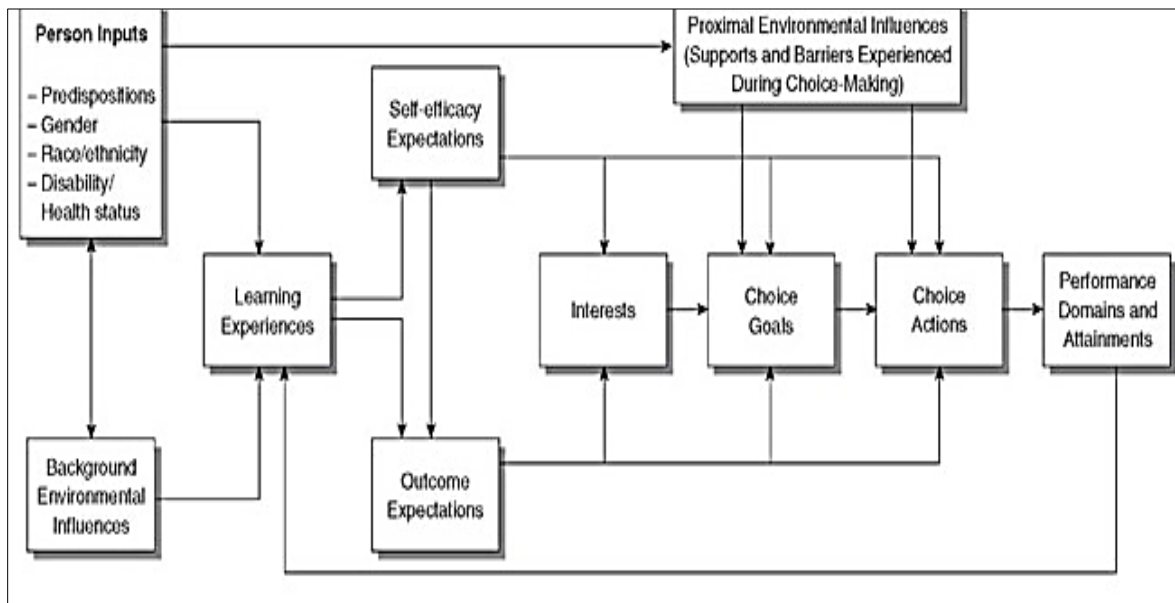 Person Inputs
– Predispositions
– Gender
– Race/ethnicity
– Disability/
Health status
Proximal Environmental Influences
(Supports and Barriers Experienced
During Choice-Making)
Self-efficacy
Expectations
Learning
Experiences
Interests
Choice
Goals
Choice
Actions
Performance
Domains and
Attainments
Background
Environmental
Influences
Outcome
Expectations